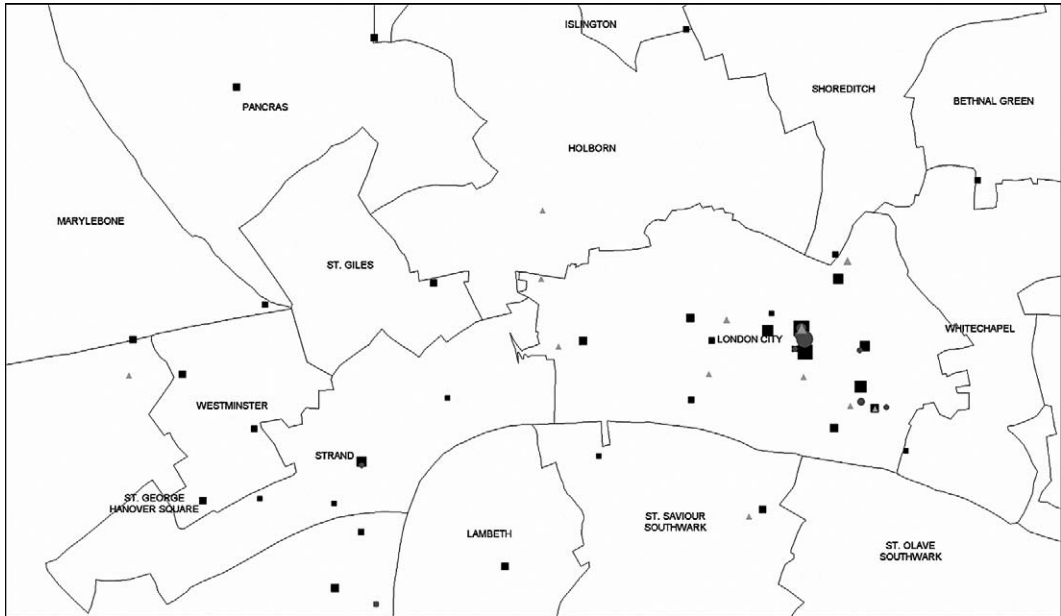 ISLINGTON
SHOREDITCH
BETHNAL GREEN
PANCRAS
HOLBORN
MARYLEBONE
ST. GILES
WHITECHAPEL
LONDON CITY
WESTMINSTER
STRAND
ST. GEORGE
HANOVER SQUARE
LAMBETH
ST. SAVIOUR
SOUTHWARK
ST. OLAVE
SOUTHWARK